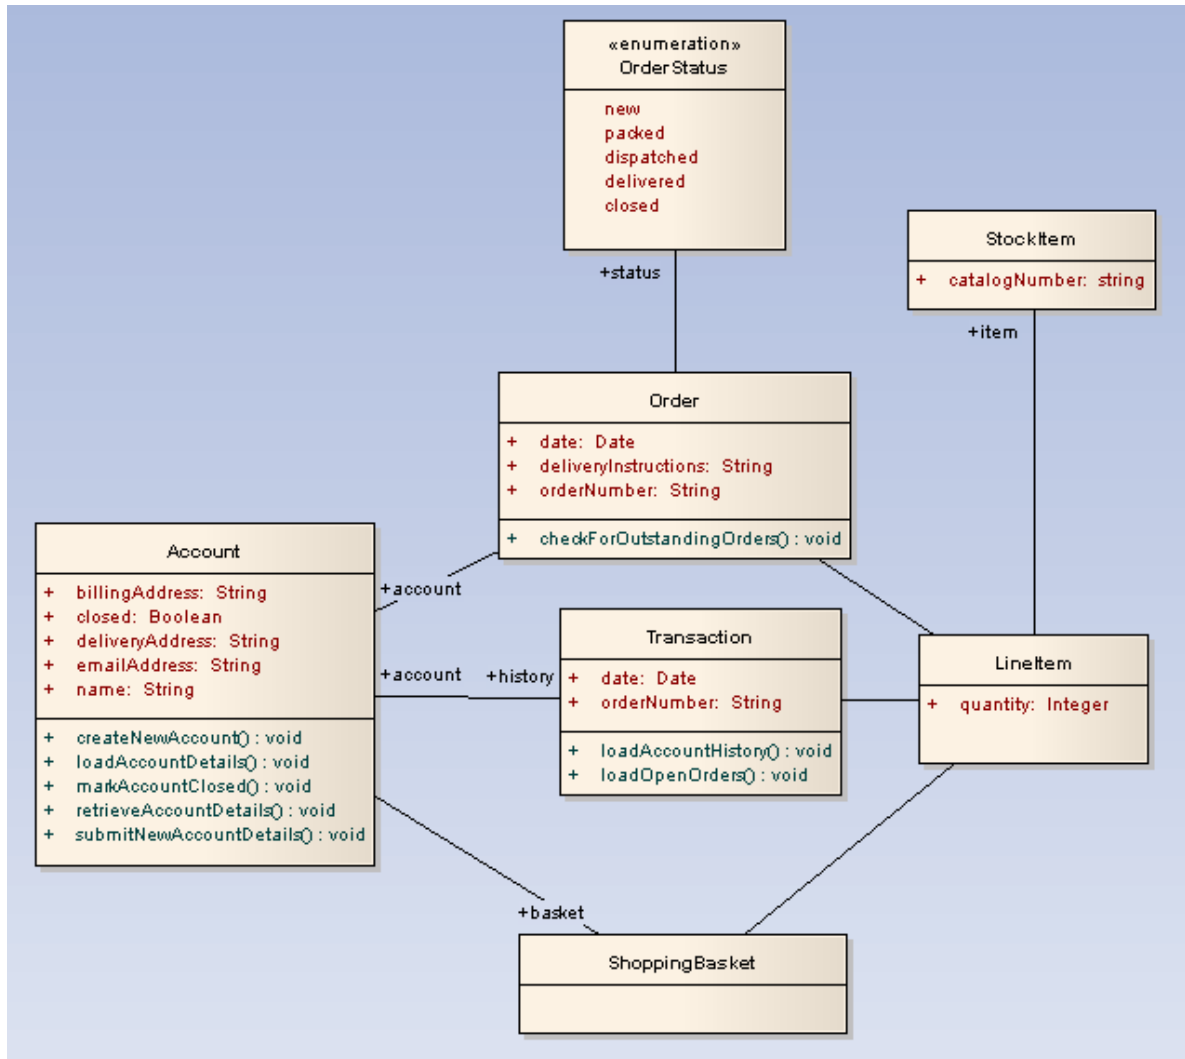 «enumeration»
OrderStatus
new
packed
dispatched
delivered
closed
+status
StockItem
+ catalogNumber: string
+item
Order
+ date: Date
+ deliveryInstructions: String
+ orderNumber: String
+ checkForOutstandingOrders() : void
Account
+ billingAddress: String
+ closed: Boolean
+ deliveryAddress: String
+ emailAddress: String
+ name: String
+ createNewAccount() : void
+ loadAccountDetails() : void
+ markAccountClosed() : void
+ retrieveAccountDetails() : void
+ submitNewAccountDetails() : void
+account
+account
+history
Transaction
+ date: Date
+ orderNumber: String
+ loadAccountHistory() : void
+ loadOpenOrders() : void
LineItem
+ quantity: Integer
+basket
ShoppingBasket